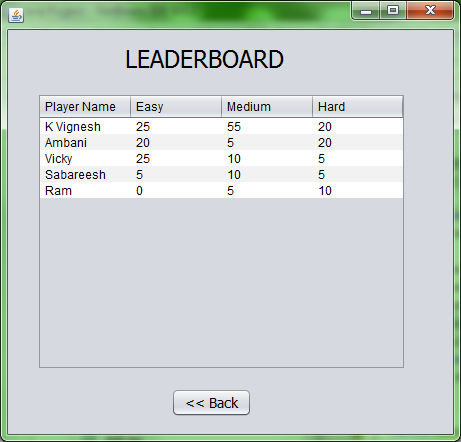 LEADERBOARD
Player Name Easy Medium Hard
K Vignesh 25 55 20
Ambani 20 5 20
Vicky 25 10 5
Sabareesh 5 10 5
Ram 0 5 10
<< Back